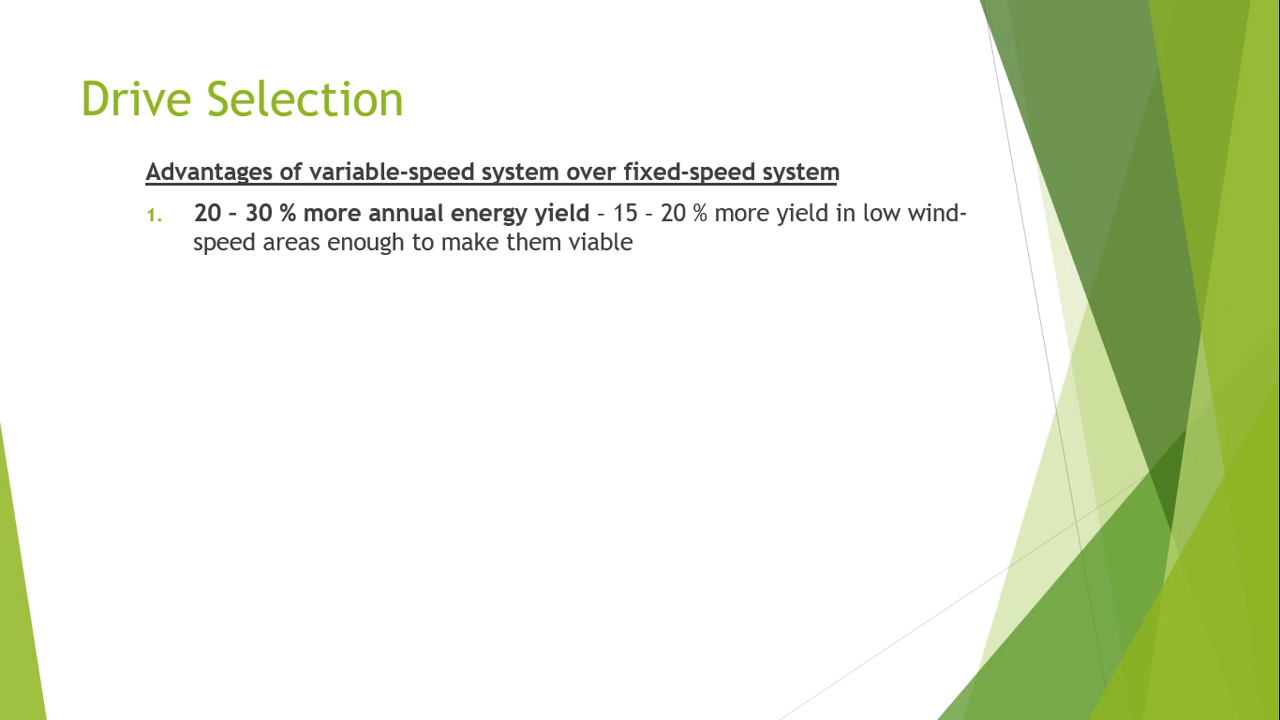 Drive Selection
Advantages of variable-speed system over fixed-speed system
1. 20 – 30 % more annual energy yield – 15 – 20 % more yield in low wind-
speed areas enough to make them viable